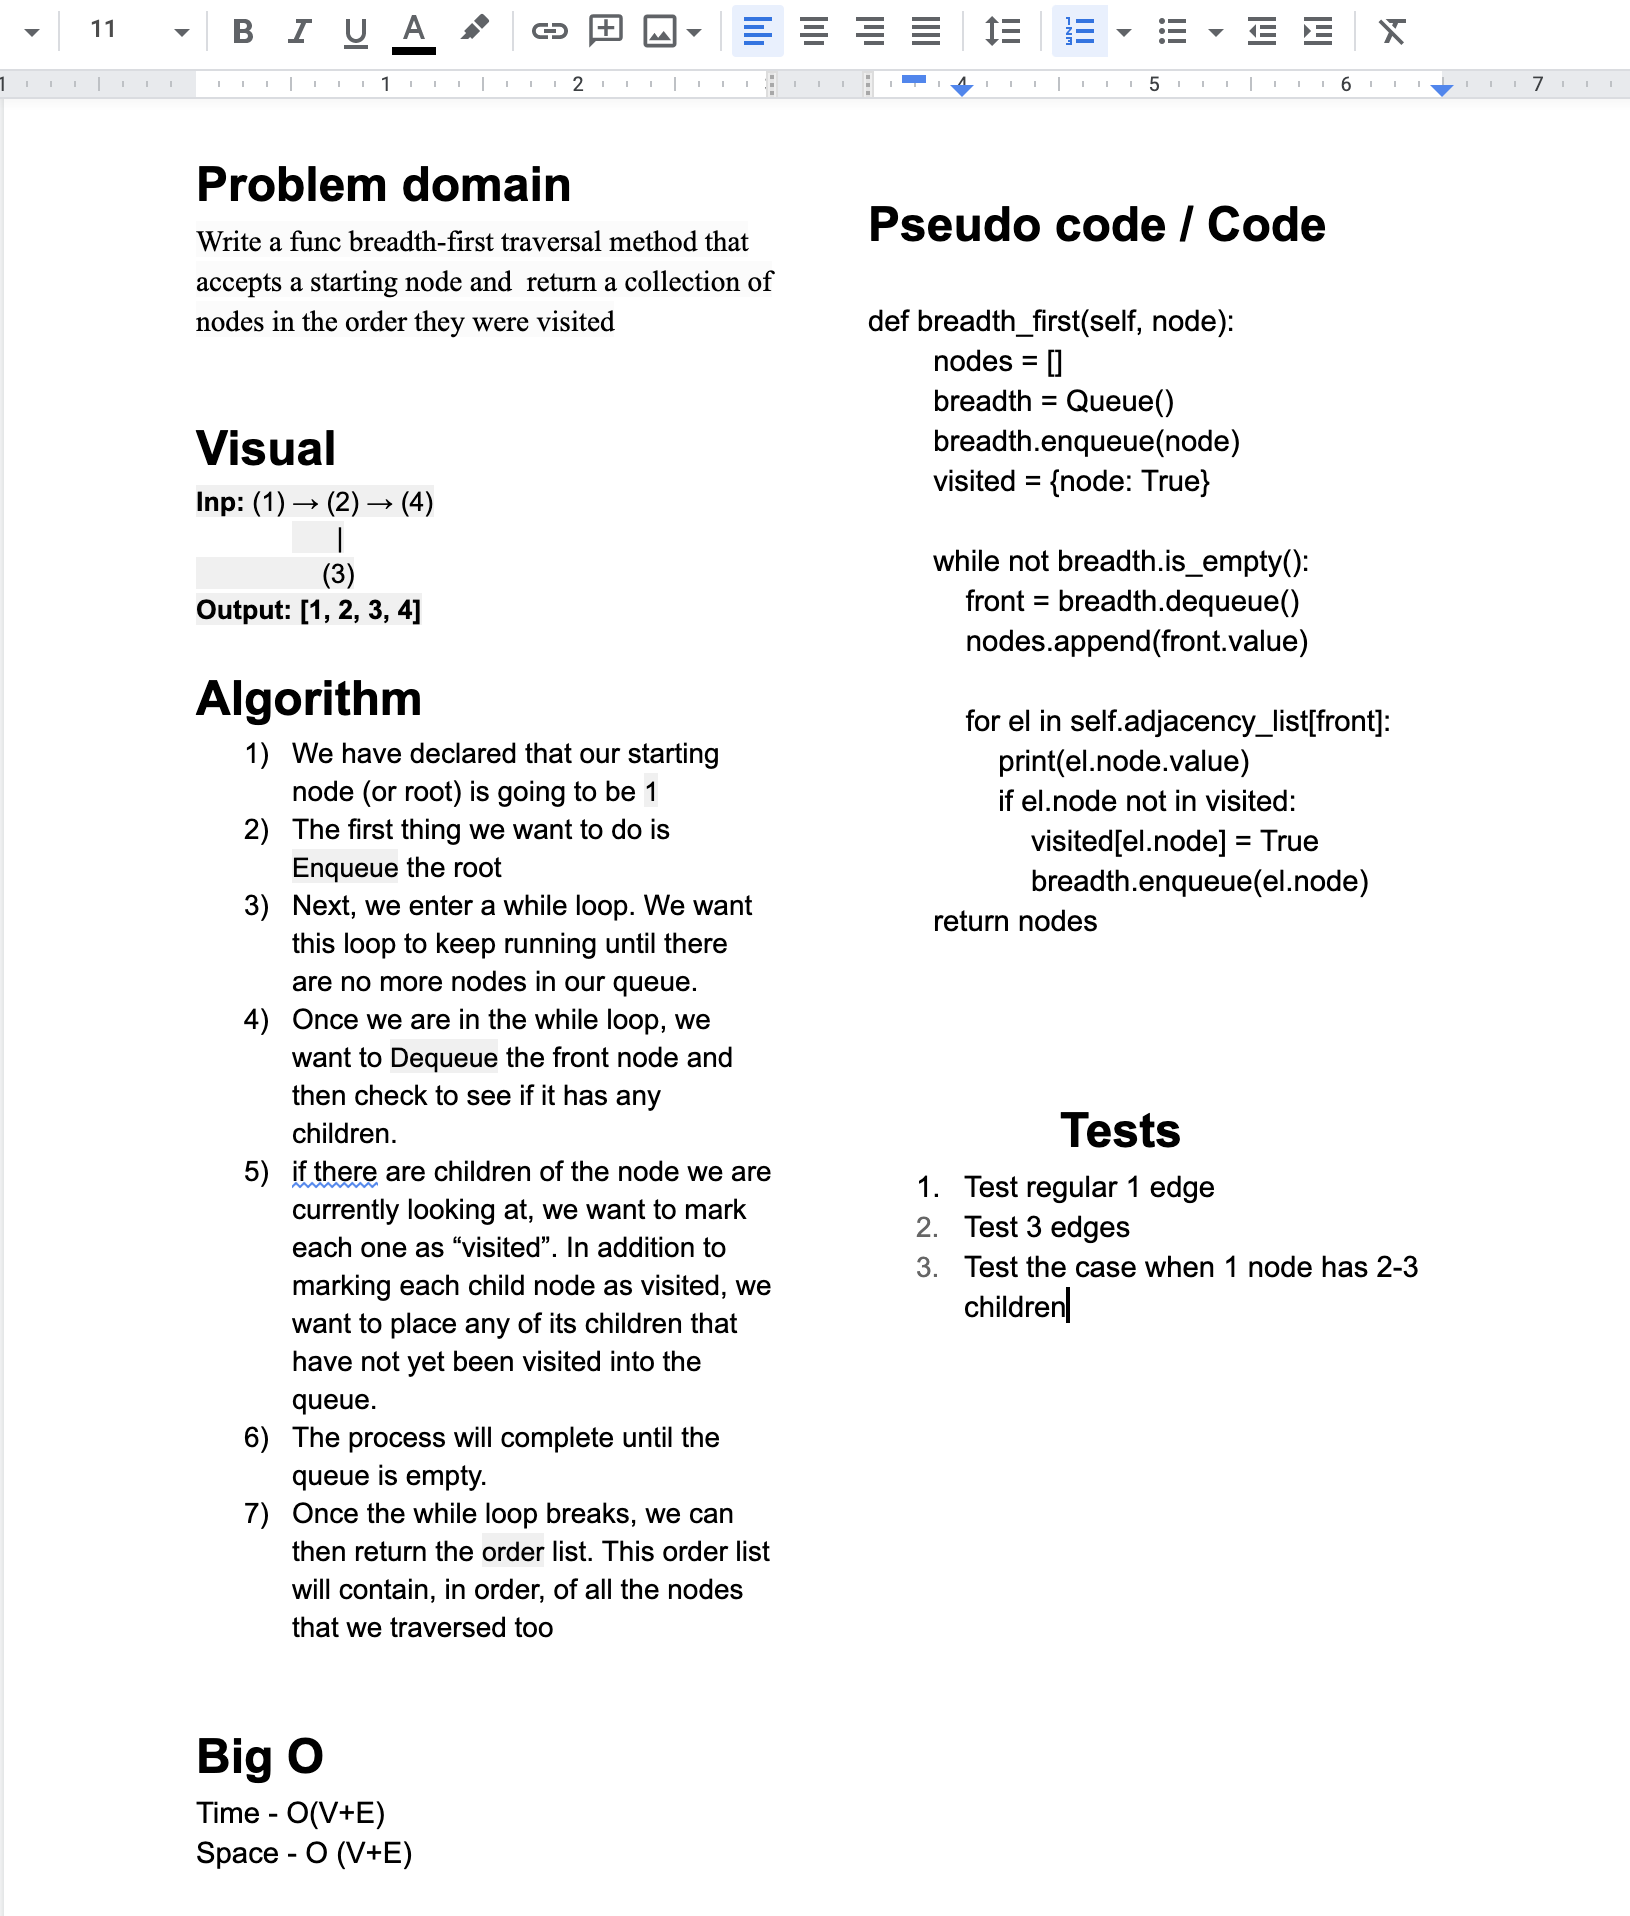 11 B I U A
1 1 2 3 4 5 6 7
Problem domain
Write a func breadth-first traversal method that
accepts a starting node and  return a collection of
nodes in the order they were visited
Visual
Inp: (1) → (2) → (4)
|
(3)
Output: [1, 2, 3, 4]
Algorithm
1) We have declared that our starting
node (or root) is going to be 1
2) The first thing we want to do is
Enqueue the root
3) Next, we enter a while loop. We want
this loop to keep running until there
are no more nodes in our queue.
4) Once we are in the while loop, we
want to Dequeue the front node and
then check to see if it has any
children.
5) if there are children of the node we are
currently looking at, we want to mark
each one as “visited”. In addition to
marking each child node as visited, we
want to place any of its children that
have not yet been visited into the
queue.
6) The process will complete until the
queue is empty.
7) Once the while loop breaks, we can
then return the order list. This order list
will contain, in order, of all the nodes
that we traversed too
Big O
Time - O(V+E)
Space - O (V+E)
Pseudo code / Code
def breadth_first(self, node):
nodes = []
breadth = Queue()
breadth.enqueue(node)
visited = {node: True}
while not breadth.is_empty():
front = breadth.dequeue()
nodes.append(front.value)
for el in self.adjacency_list[front]:
print(el.node.value)
if el.node not in visited:
visited[el.node] = True
breadth.enqueue(el.node)
return nodes
Tests
1. Test regular 1 edge
2. Test 3 edges
3. Test the case when 1 node has 2-3
children